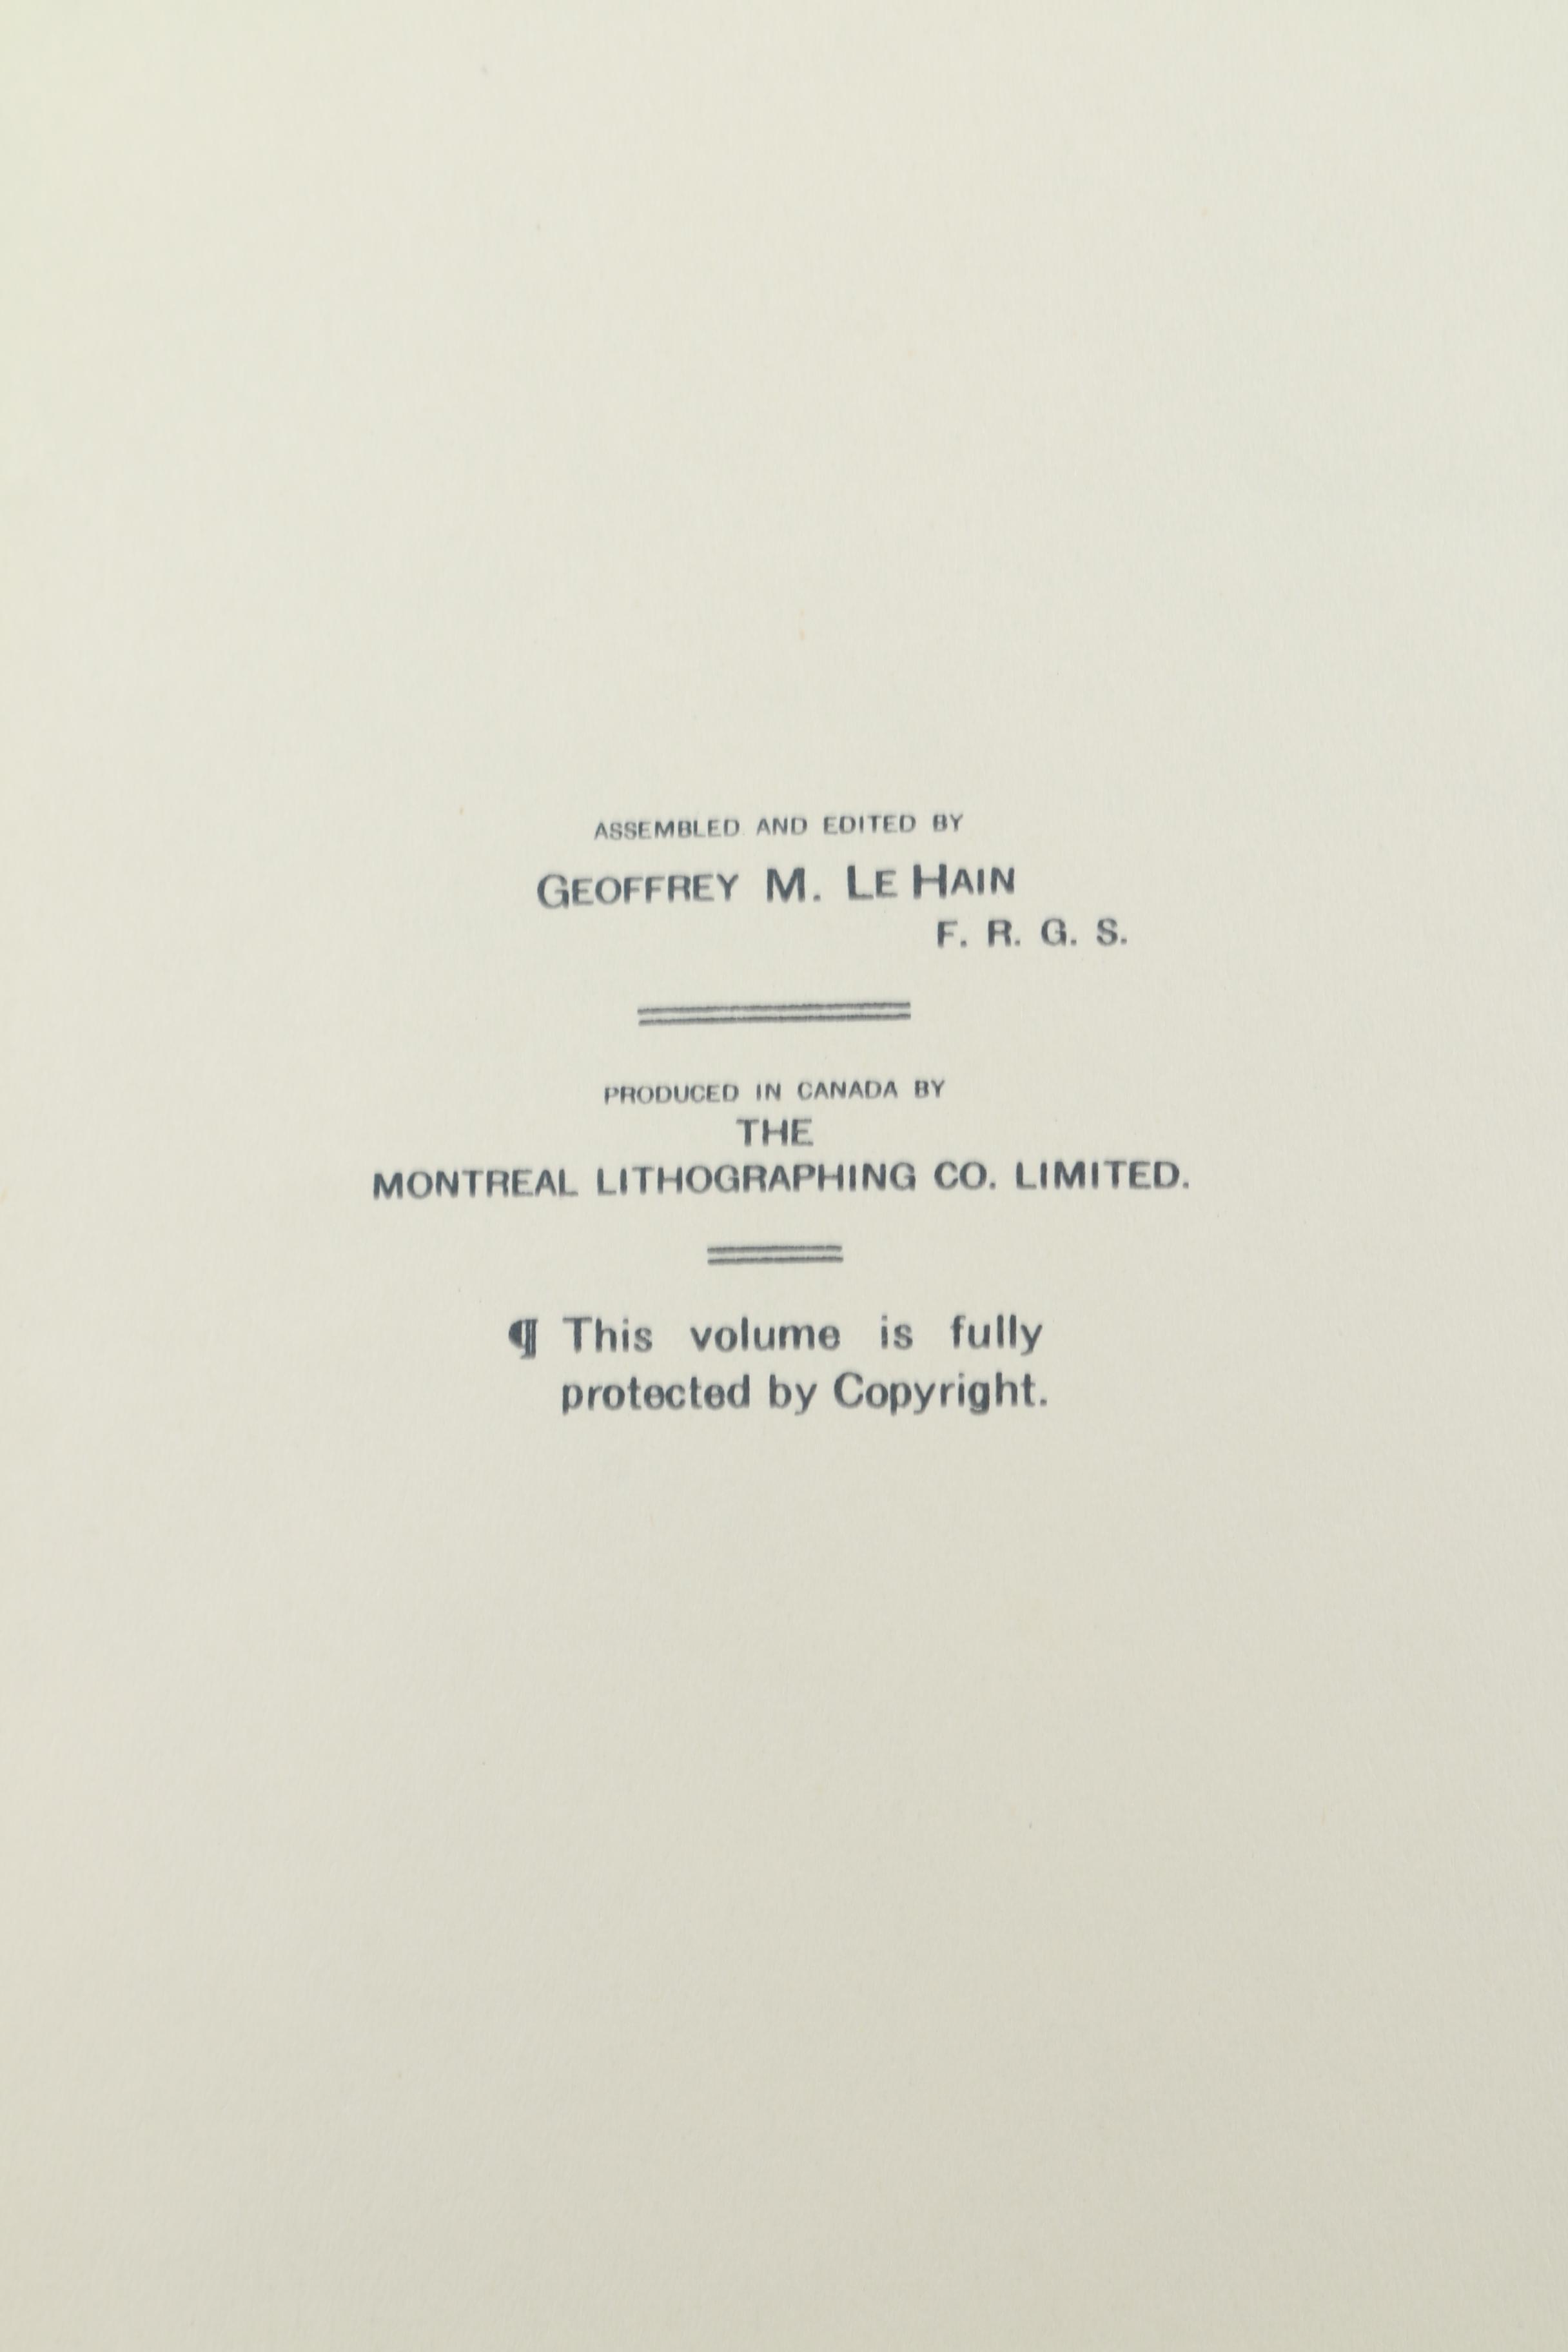 ASSEMBLED AND EDITED BY
GEOFFREY M. LE HAIN
F. R. G. S.
PRODUCED IN CANADA BY
THE
MONTREAL LITHOGRAPHING CO. LIMITED.
¶ This volume is fully
protected by Copyright.